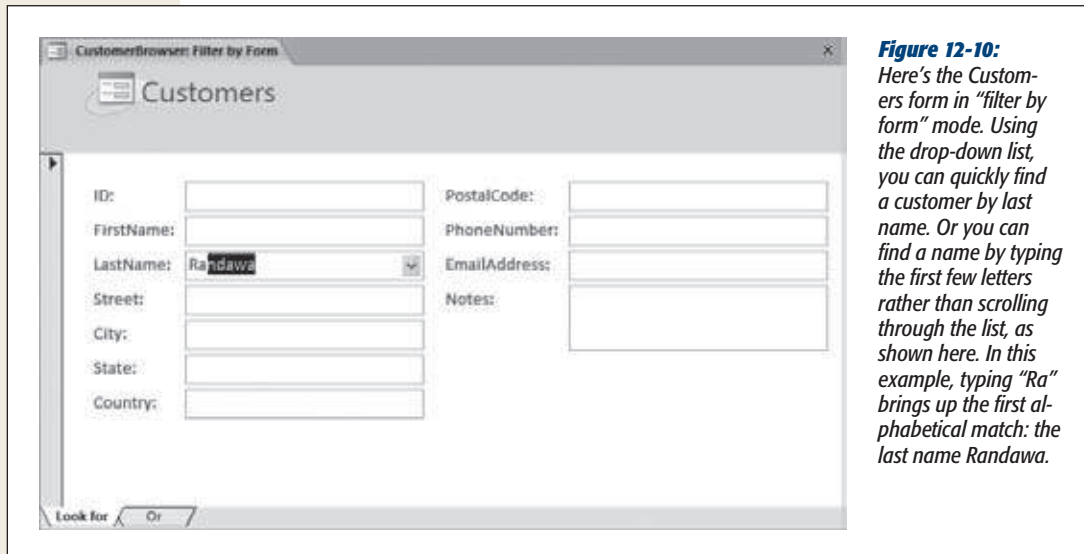 CustomerBrowser: Filter by Form
Customers
ID:
FirstName:
LastName: Randawa
Street:
City:
State:
Country:
PostalCode:
PhoneNumber:
EmailAddress:
Notes:
Look for Or
Figure 12-10:
Here’s the Custom-
ers form in “filter by
form” mode. Using
the drop-down list,
you can quickly find
a customer by last
name. Or you can
find a name by typing
the first few letters
rather than scrolling
through the list, as
shown here. In this
example, typing “Ra”
brings up the first al-
phabetical match: the
last name Randawa.